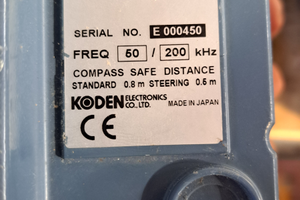 SERIAL NO. E 000450
FREQ 50 / 200 kHz
COMPASS SAFE DISTANCE
STANDARD 0.8 m STEERING 0.6 m
KODEN ELECTRONICS CO., LTD. MADE IN JAPAN
CE